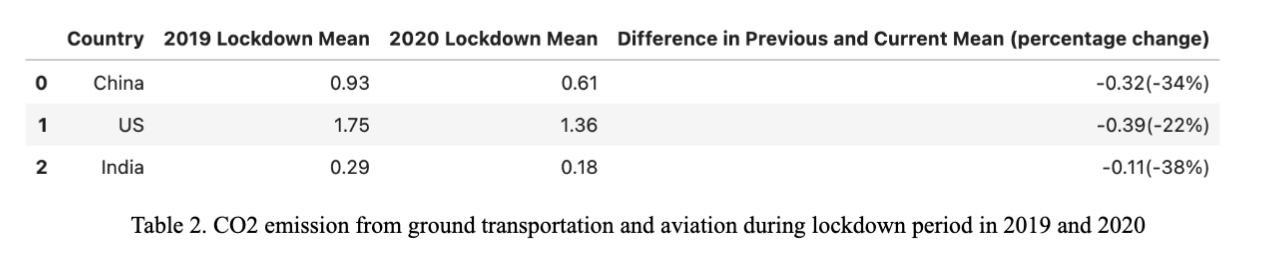 Country 2019 Lockdown Mean 2020 Lockdown Mean Difference in Previous and Current Mean (percentage change)
0 China 0.93 0.61 -0.32(-34%)
1 US 1.75 1.36 -0.39(-22%)
2 India 0.29 0.18 -0.11(-38%)
Table 2. CO2 emission from ground transportation and aviation during lockdown period in 2019 and 2020